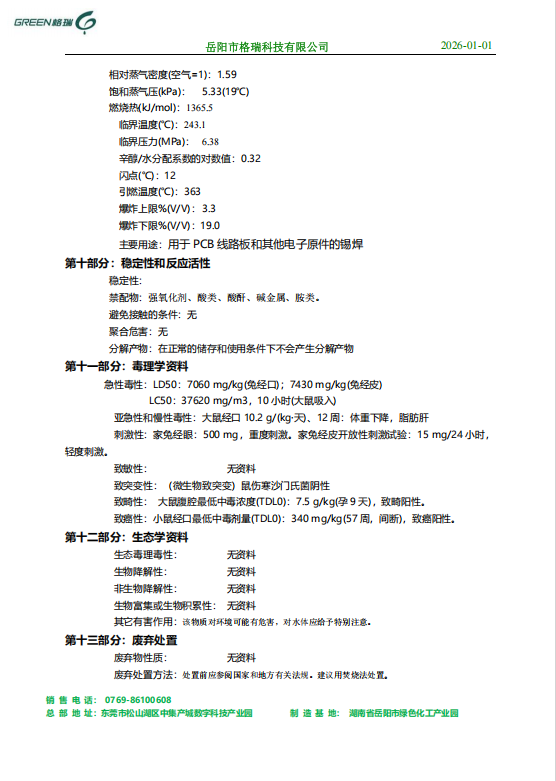 GREEN格瑞
岳阳市格瑞科技有限公司 2026-01-01
相对蒸气密度(空气=1)：1.59
饱和蒸气压(kPa)： 5.33(19℃)
燃烧热(kJ/mol)：1365.5
临界温度(℃)：243.1
临界压力(MPa)： 6.38
辛醇/水分配系数的对数值：0.32
闪点(℃)：12
引燃温度(℃)：363
爆炸上限%(V/V)：3.3
爆炸下限%(V/V)：19.0
主要用途：用于 PCB 线路板和其他电子原件的锡焊
第十部分：稳定性和反应活性
稳定性：
禁配物：强氧化剂、酸类、酸酐、碱金属、胺类。
避免接触的条件：无
聚合危害：无
分解产物：在正常的储存和使用条件下不会产生分解产物
第十一部分：毒理学资料
急性毒性：LD50：7060 mg/kg(兔经口)；7430 mg/kg(兔经皮)
LC50：37620 mg/m3，10 小时(大鼠吸入)
亚急性和慢性毒性：大鼠经口 10.2 g/(kg·天)、12 周：体重下降，脂肪肝
刺激性：家兔经眼：500 mg，重度刺激。家兔经皮开放性刺激试验：15 mg/24 小时，
轻度刺激。
致敏性： 无资料
致突变性：（微生物致突变）鼠伤寒沙门氏菌阴性
致畸性： 大鼠腹腔最低中毒浓度(TDL0)：7.5 g/kg(孕 9 天)，致畸阳性。
致癌性：小鼠经口最低中毒剂量(TDL0)：340 mg/kg(57 周，间断)，致癌阳性。
第十二部分：生态学资料
生态毒理毒性： 无资料
生物降解性： 无资料
非生物降解性： 无资料
生物富集或生物积累性： 无资料
其它有害作用：该物质对环境可能有危害，对水体应给予特别注意。
第十三部分：废弃处置
废弃物性质： 无资料
废弃处置方法：处置前应参阅国家和地方有关法规。建议用焚烧法处置。
销售电话：0769-86100608
总部地址：东莞市松山湖区中集产城数字科技产业园 制造基地：湖南省岳阳市绿色化工产业园